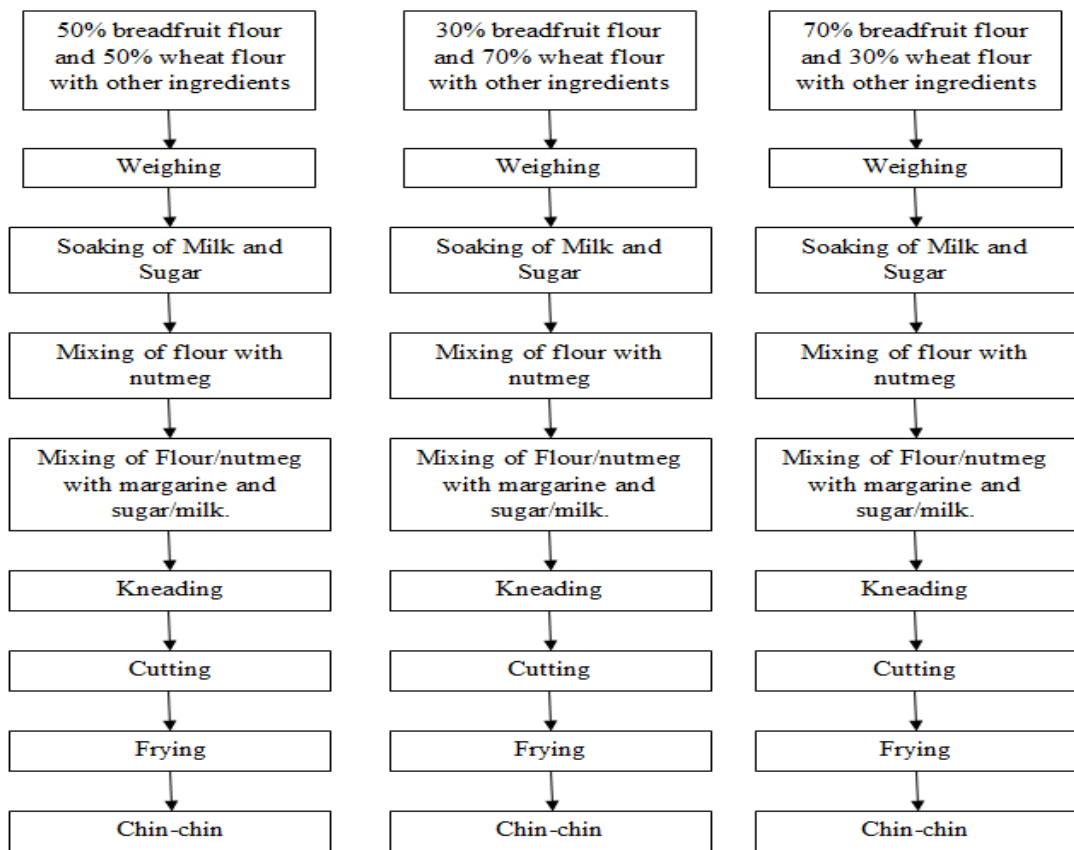 50% breadfruit flour
and 50% wheat flour
with other ingredients
Weighing
Soaking of Milk and
Sugar
Mixing of flour with
nutmeg
Mixing of Flour/nutmeg
with margarine and
sugar/milk.
Kneading
Cutting
Frying
Chin-chin
30% breadfruit flour
and 70% wheat flour
with other ingredients
Weighing
Soaking of Milk and
Sugar
Mixing of flour with
nutmeg
Mixing of Flour/nutmeg
with margarine and
sugar/milk.
Kneading
Cutting
Frying
Chin-chin
70% breadfruit flour
and 30% wheat flour
with other ingredients
Weighing
Soaking of Milk and
Sugar
Mixing of flour with
nutmeg
Mixing of Flour/nutmeg
with margarine and
sugar/milk.
Kneading
Cutting
Frying
Chin-chin